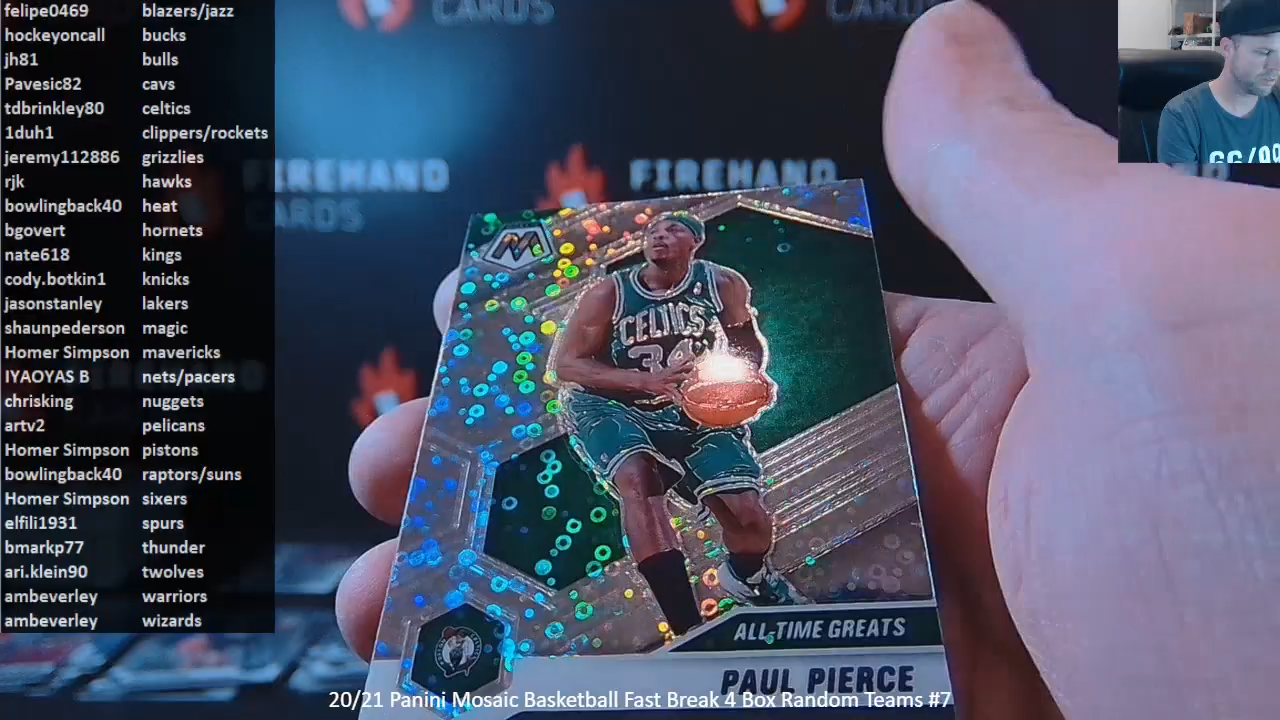 felipe0469 blazers/jazz
hockeyoncall bucks
jh81 bulls
Pavesic82 cavs
tdbrinkley80 celtics
1duh1 clippers/rockets
jeremy112886 grizzlies
rjk hawks
bowlingback40 heat
bgovert hornets
nate618 kings
cody.botkin1 knicks
jasonstanley lakers
shaunpederson magic
Homer Simpson mavericks
IYAOYAS B nets/pacers
chrisking nuggets
artv2 pelicans
Homer Simpson pistons
bowlingback40 raptors/suns
Homer Simpson sixers
elfili1931 spurs
bmarkp77 thunder
ari.klein90 twolves
ambeverley warriors
ambeverley wizards
CARDS
CARDS
FIREHAND
CARDS
FIREHAND
M
CELTICS
34
ALL-TIME GREATS
PAUL PIERCE
20/21 Panini Mosaic Basketball Fast Break 4 Box Random Teams #7